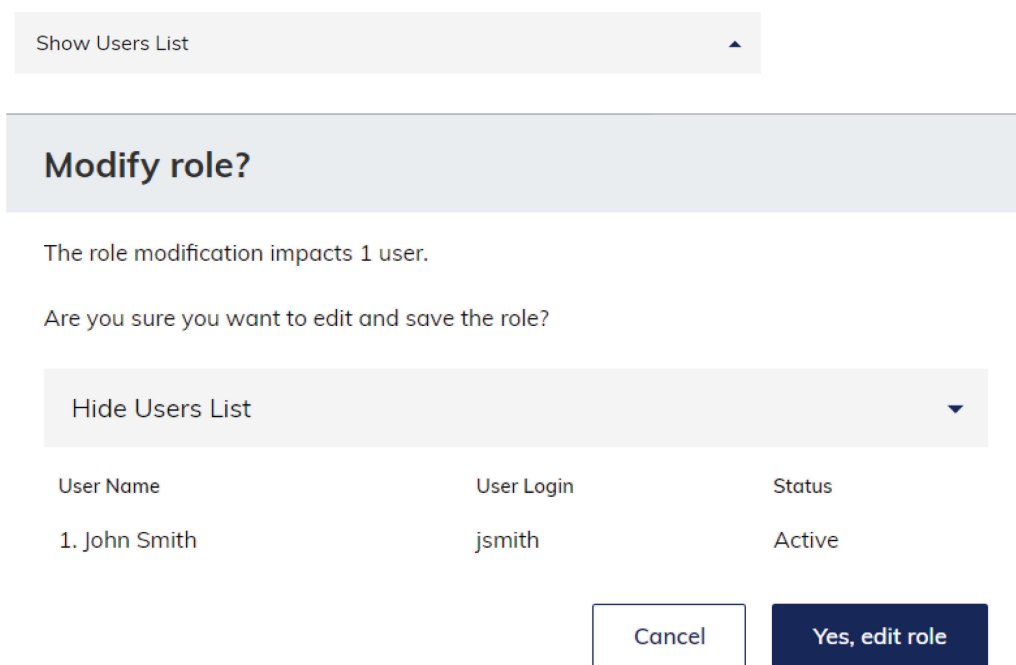 Show Users List
Modify role?
The role modification impacts 1 user.
Are you sure you want to edit and save the role?
Hide Users List
User Name User Login Status
1. John Smith jsmith Active
Cancel Yes, edit role